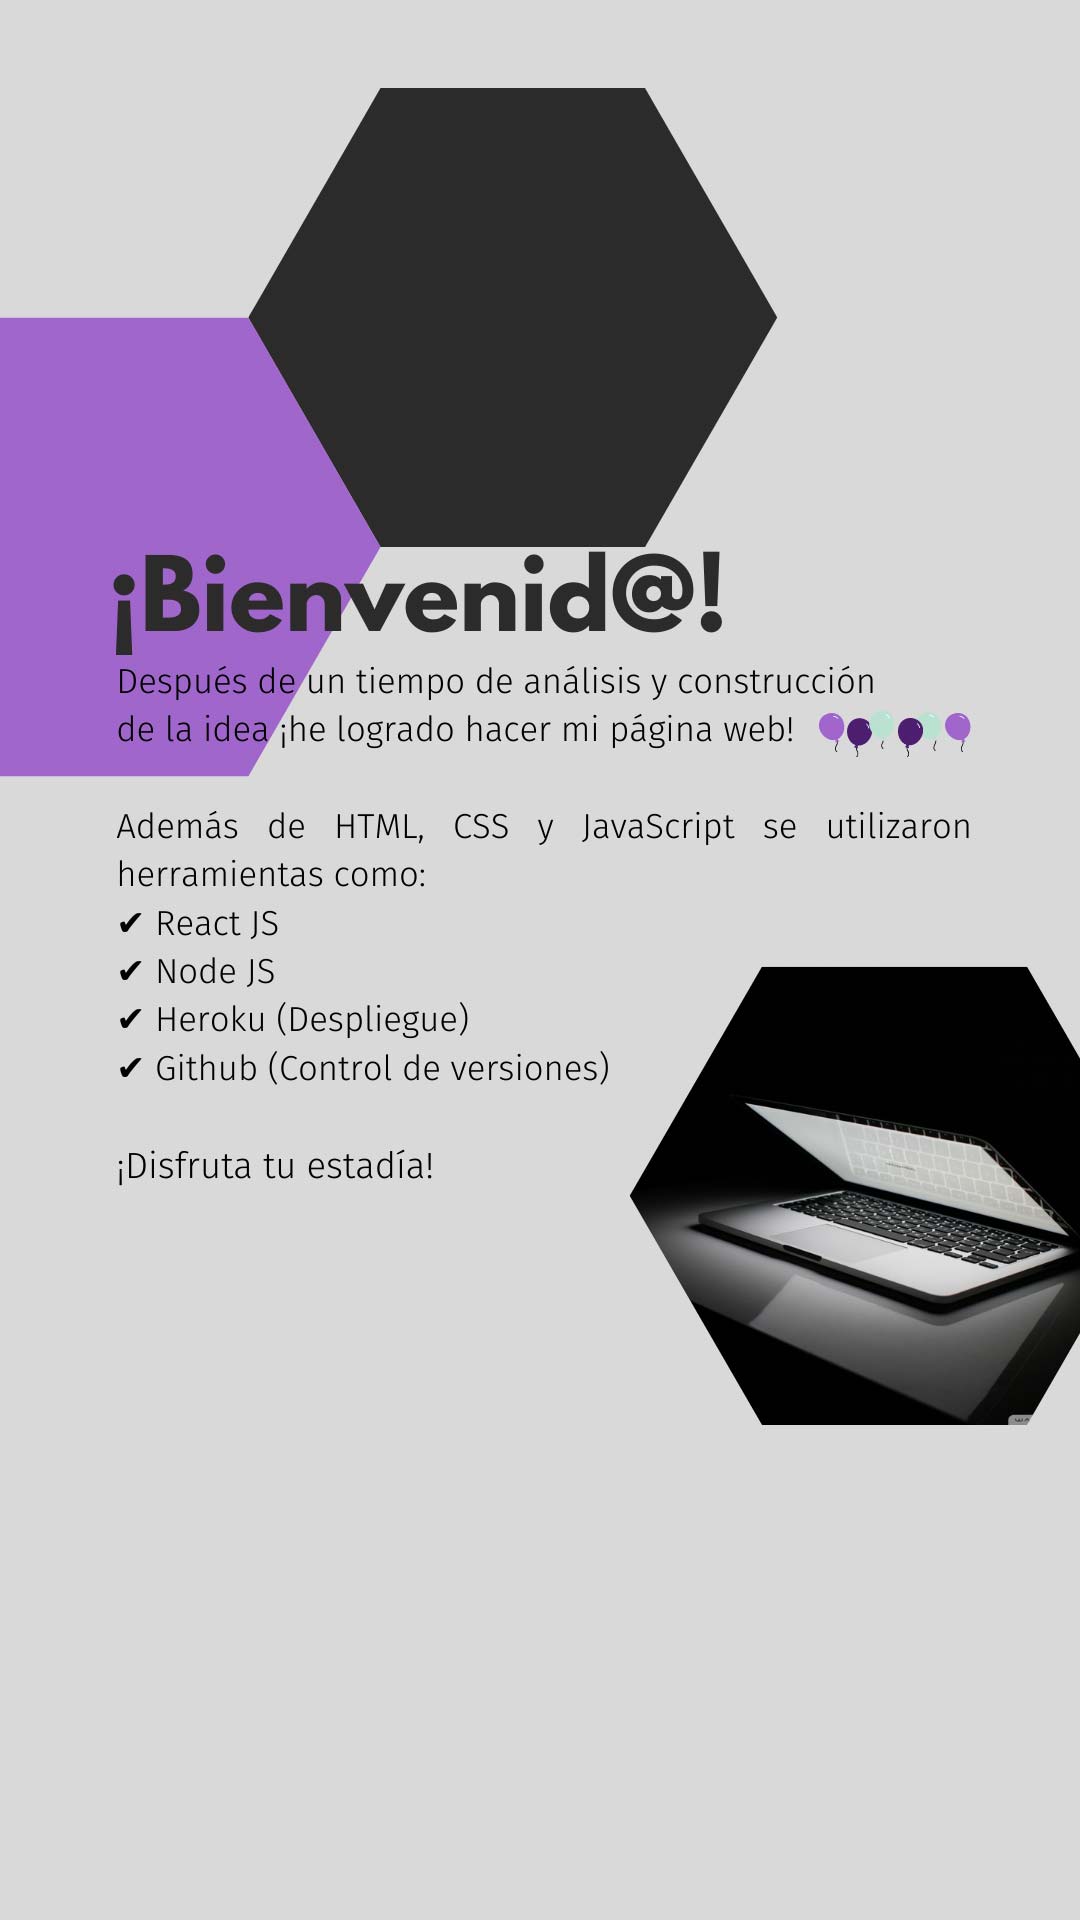 ¡Bienvenid@!
Después de un tiempo de análisis y construcción
de la idea ¡he logrado hacer mi página web!
Además de HTML, CSS y JavaScript se utilizaron
herramientas como:
✔ React JS
✔ Node JS
✔ Heroku (Despliegue)
✔ Github (Control de versiones)
¡Disfruta tu estadía!